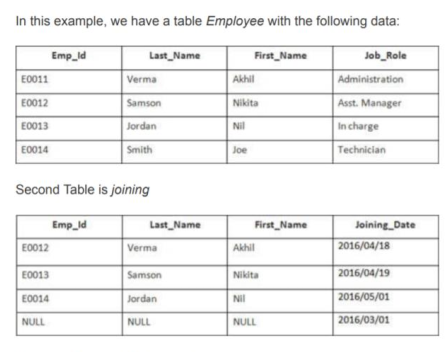 In this example, we have a table Employee with the following data:
Emp_Id Last_Name First_Name Job_Role
E0011 Verma Akhil Administration
E0012 Samson Nikita Asst. Manager
E0013 Jordan Nil In charge
E0014 Smith Joe Technician
Second Table is joining
Emp_Id Last_Name First_Name Joining_Date
E0012 Verma Akhil 2016/04/18
E0013 Samson Nikita 2016/04/19
E0014 Jordan Nil 2016/05/01
NULL NULL NULL 2016/03/01